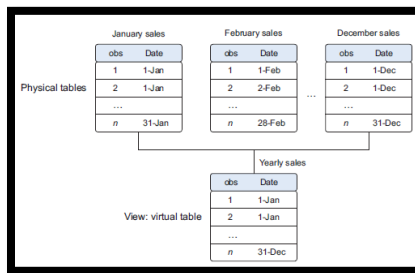 January sales February sales December sales
obs Date obs Date obs Date
1 1-Jan 1 1-Feb 1 1-Dec
Physical tables 2 1-Jan 2 2-Feb 2 1-Dec
... ... ... ...
n 31-Jan n 28-Feb n 31-Dec
Yearly sales
obs Date
1 1-Jan
View: virtual table 2 1-Jan
...
n 31-Dec